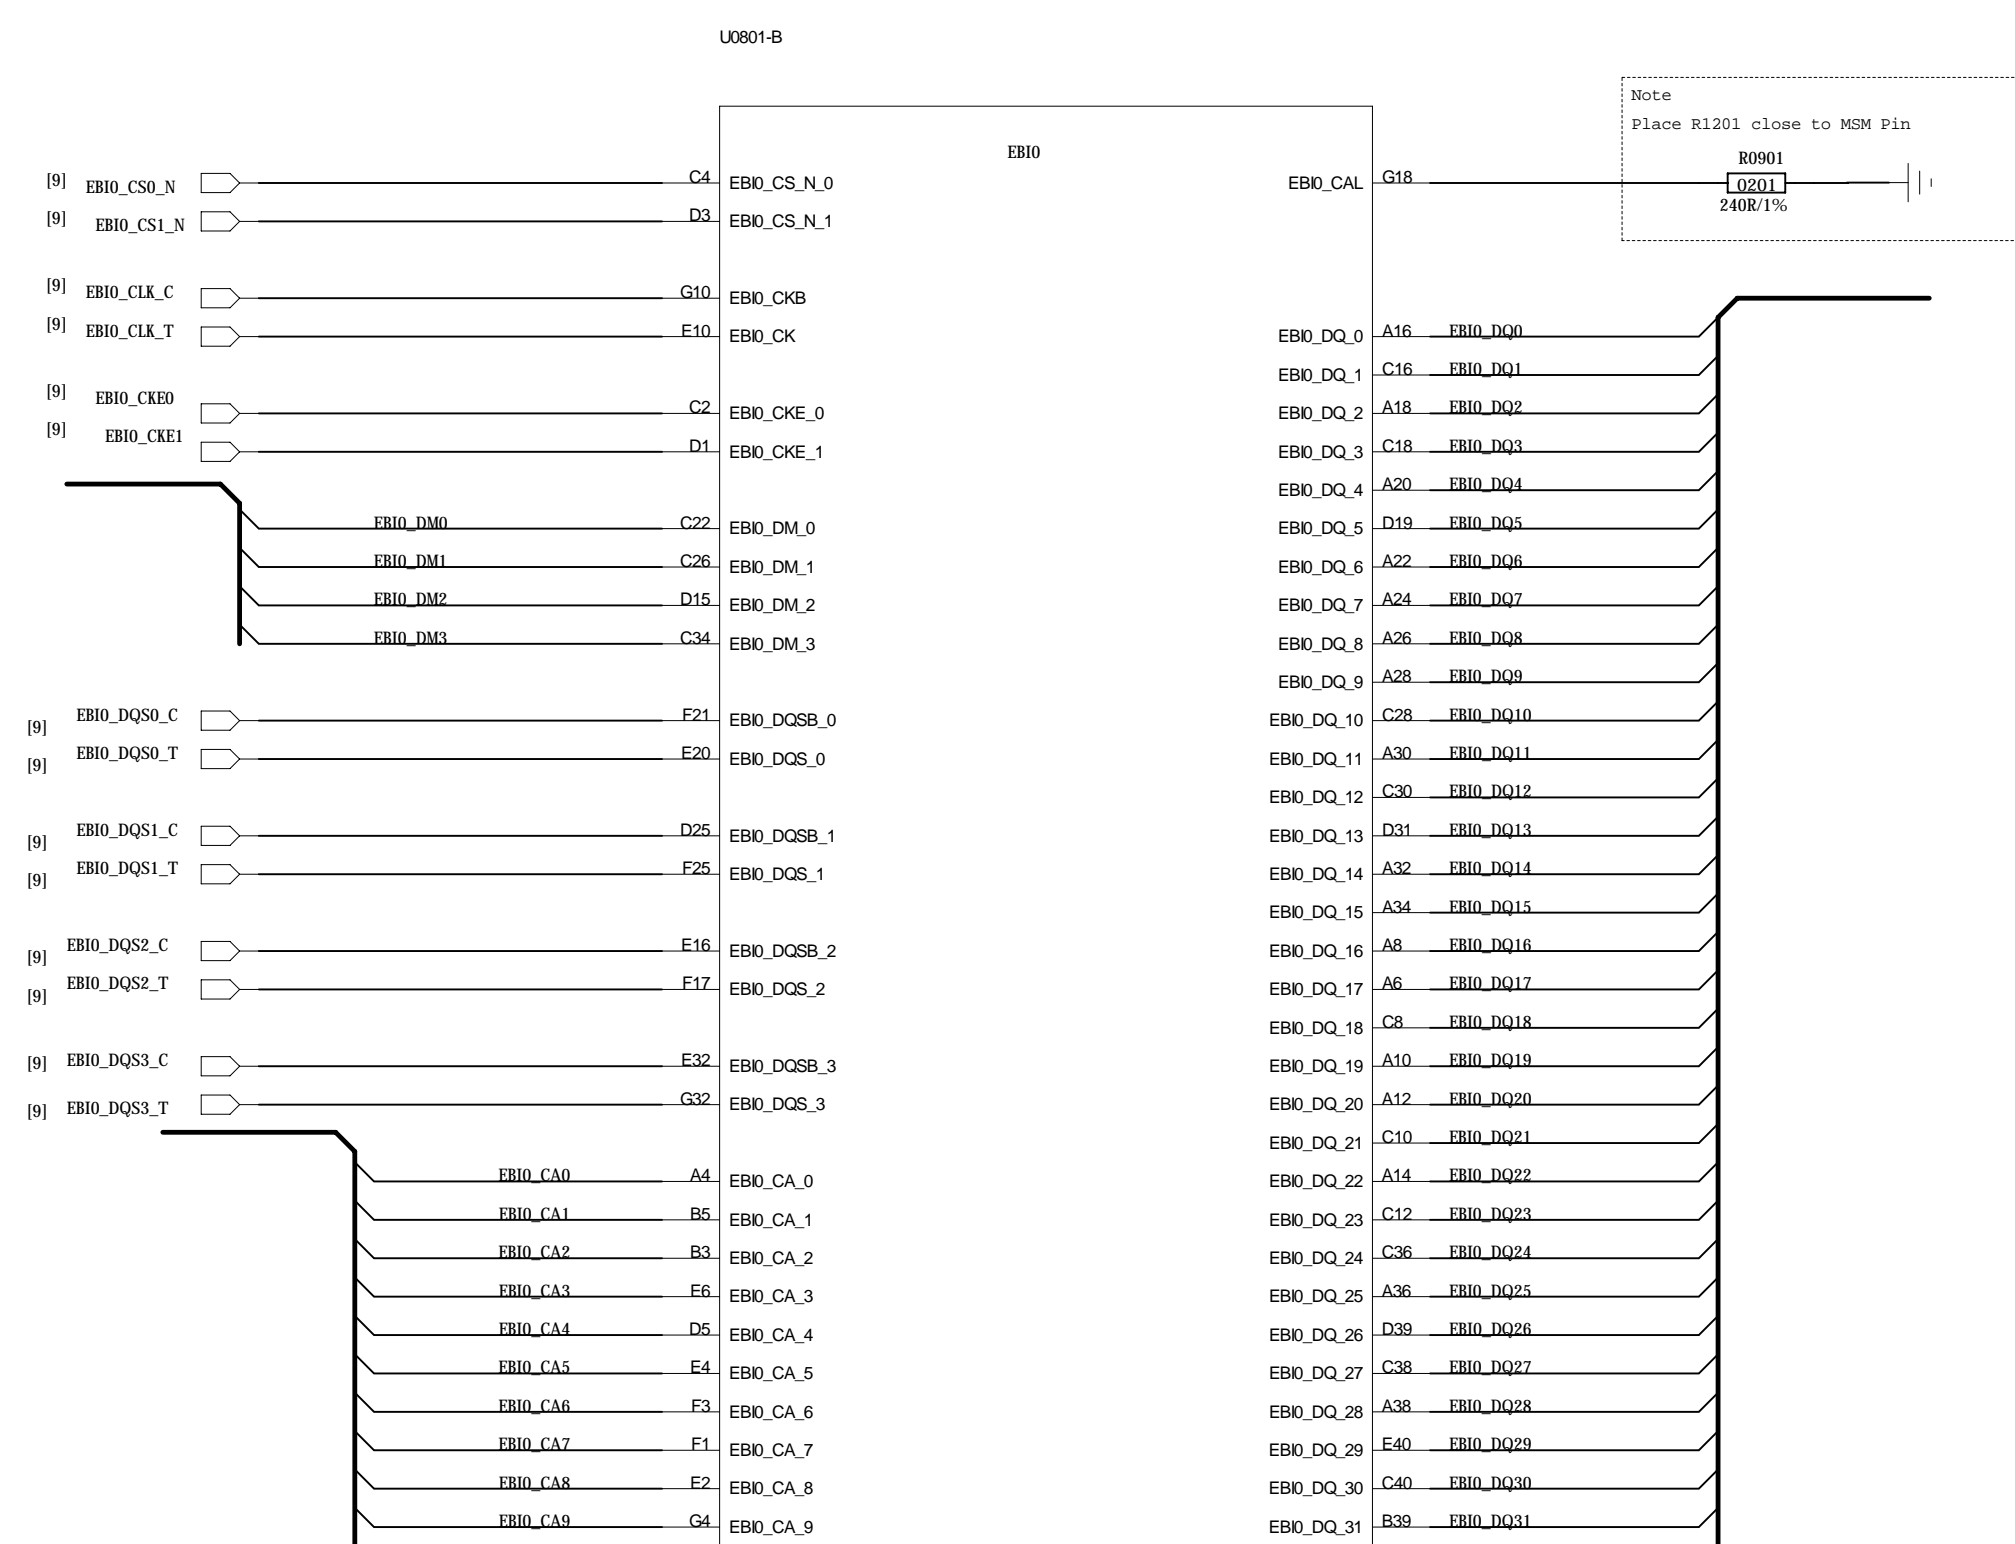 U0801-B
Note
Place R1201 close to MSM Pin
R0901
0201
240R/1%
EBI0
[9] EBI0_CS0_N C4 EBI0_CS_N_0
[9] EBI0_CS1_N D3 EBI0_CS_N_1
[9] EBI0_CLK_C G10 EBI0_CKB
[9] EBI0_CLK_T E10 EBI0_CK
[9] EBI0_CKE0 C2 EBI0_CKE_0
[9] EBI0_CKE1 D1 EBI0_CKE_1
EBI0_DM0 C22 EBI0_DM_0
EBI0_DM1 C26 EBI0_DM_1
EBI0_DM2 D15 EBI0_DM_2
EBI0_DM3 C34 EBI0_DM_3
[9] EBI0_DQS0_C F21 EBI0_DQSB_0
[9] EBI0_DQS0_T E20 EBI0_DQS_0
[9] EBI0_DQS1_C D25 EBI0_DQSB_1
[9] EBI0_DQS1_T F25 EBI0_DQS_1
[9] EBI0_DQS2_C E16 EBI0_DQSB_2
[9] EBI0_DQS2_T F17 EBI0_DQS_2
[9] EBI0_DQS3_C E32 EBI0_DQSB_3
[9] EBI0_DQS3_T G32 EBI0_DQS_3
EBI0_CA0 A4 EBI0_CA_0
EBI0_CA1 B5 EBI0_CA_1
EBI0_CA2 B3 EBI0_CA_2
EBI0_CA3 E6 EBI0_CA_3
EBI0_CA4 D5 EBI0_CA_4
EBI0_CA5 E4 EBI0_CA_5
EBI0_CA6 F3 EBI0_CA_6
EBI0_CA7 F1 EBI0_CA_7
EBI0_CA8 E2 EBI0_CA_8
EBI0_CA9 G4 EBI0_CA_9
EBI0_CAL G18
EBI0_DQ_0 A16 EBI0_DQ0
EBI0_DQ_1 C16 EBI0_DQ1
EBI0_DQ_2 A18 EBI0_DQ2
EBI0_DQ_3 C18 EBI0_DQ3
EBI0_DQ_4 A20 EBI0_DQ4
EBI0_DQ_5 D19 EBI0_DQ5
EBI0_DQ_6 A22 EBI0_DQ6
EBI0_DQ_7 A24 EBI0_DQ7
EBI0_DQ_8 A26 EBI0_DQ8
EBI0_DQ_9 A28 EBI0_DQ9
EBI0_DQ_10 C28 EBI0_DQ10
EBI0_DQ_11 A30 EBI0_DQ11
EBI0_DQ_12 C30 EBI0_DQ12
EBI0_DQ_13 D31 EBI0_DQ13
EBI0_DQ_14 A32 EBI0_DQ14
EBI0_DQ_15 A34 EBI0_DQ15
EBI0_DQ_16 A8 EBI0_DQ16
EBI0_DQ_17 A6 EBI0_DQ17
EBI0_DQ_18 C8 EBI0_DQ18
EBI0_DQ_19 A10 EBI0_DQ19
EBI0_DQ_20 A12 EBI0_DQ20
EBI0_DQ_21 C10 EBI0_DQ21
EBI0_DQ_22 A14 EBI0_DQ22
EBI0_DQ_23 C12 EBI0_DQ23
EBI0_DQ_24 C36 EBI0_DQ24
EBI0_DQ_25 A36 EBI0_DQ25
EBI0_DQ_26 D39 EBI0_DQ26
EBI0_DQ_27 C38 EBI0_DQ27
EBI0_DQ_28 A38 EBI0_DQ28
EBI0_DQ_29 E40 EBI0_DQ29
EBI0_DQ_30 C40 EBI0_DQ30
EBI0_DQ_31 B39 EBI0_DQ31